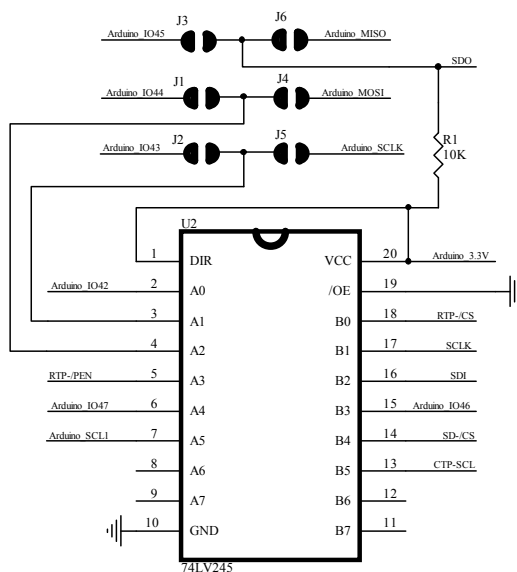 J3 J6
Arduino_IO45 Arduino_MISO
SDO
J1 J4
Arduino_IO44 Arduino_MOSI
J2 J5
Arduino_IO43 Arduino_SCLK
R1
10K
U2
1 DIR VCC 20 Arduino_3.3V
Arduino_IO42 2 A0 /OE 19
3 A1 B0 18 RTP-/CS
4 A2 B1 17 SCLK
RTP-/PEN 5 A3 B2 16 SDI
Arduino_IO47 6 A4 B3 15 Arduino_IO46
Arduino_SCL1 7 A5 B4 14 SD-/CS
8 A6 B5 13 CTP-SCL
9 A7 B6 12
10 GND B7 11
74LV245